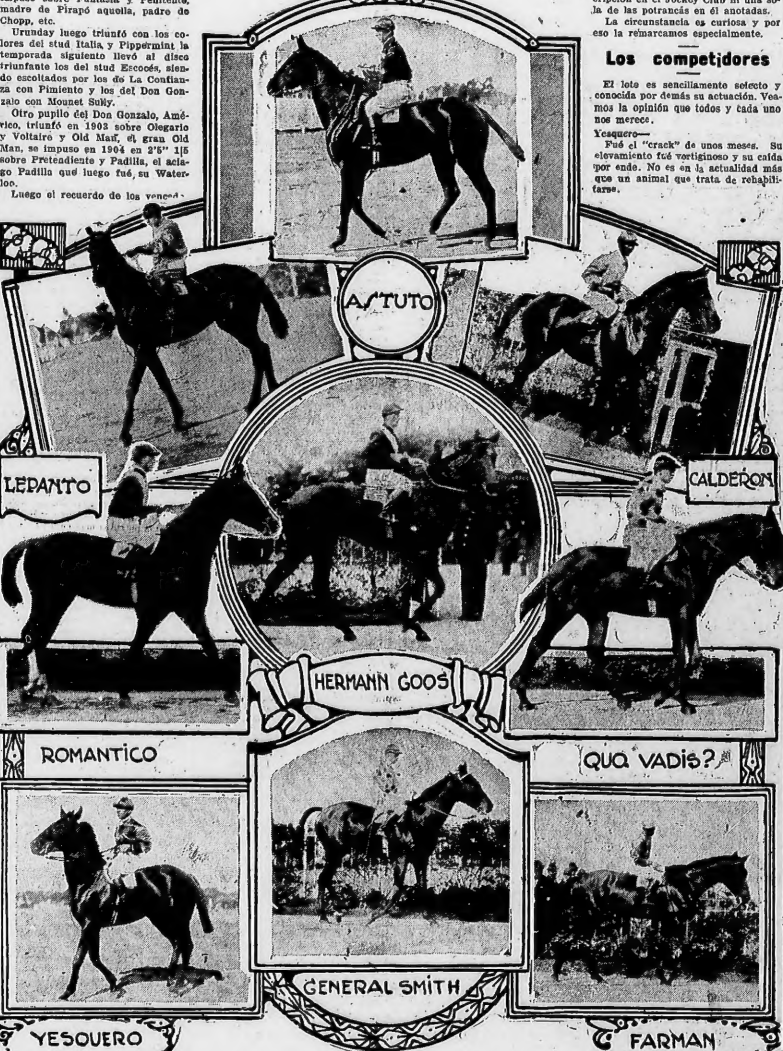 madre de Pirapó aquella, padro de
Chopp, etc.
Urunday luego triunfó con los co-
lores del stud Italia, y Pippermint la
temporada siguiento llevó al disco
triunfante los del stud Escocés, sien-
do escoltados por los de La Confian-
za con Pimiento y los del Don Gon-
zalo con Mounet Sully.
Otro pupilo del Don Gonzalo, Amé-
rico, triunfó en 1903 sobre Olegario
y Voltairo y Old Man, el gran Old
Man, se impuso en 1904 en 2'5" 1|5
sobre Pretendiente y Padilla, el acia-
go Padilla qué luego fué, su Water-
loo.
Luego el recuerdo de los venced-
cripción en el Jockey Club ni una so-
la de las potrancas en él anotadas.
La circunstancia es curiosa y por
eso la remarcamos especialmente.
Los competidores
El lote es sencillamente selecto y
conocida por demás su actuación. Vea-
mos la opinión que todos y cada uno
nos merece.
Yesquero—
Fué el "crack" de unos meses. Su
elevamiento fué vertiginoso y su caída
por ende. No es en la actualidad más
que un animal que trata de rehabili-
tarse.
ASTUTO
LEPANTO
CALDERON
HERMANN GOOS
ROMANTICO
QUO VADIS?
GENERAL SMITH
YESQUERO
FARMAN